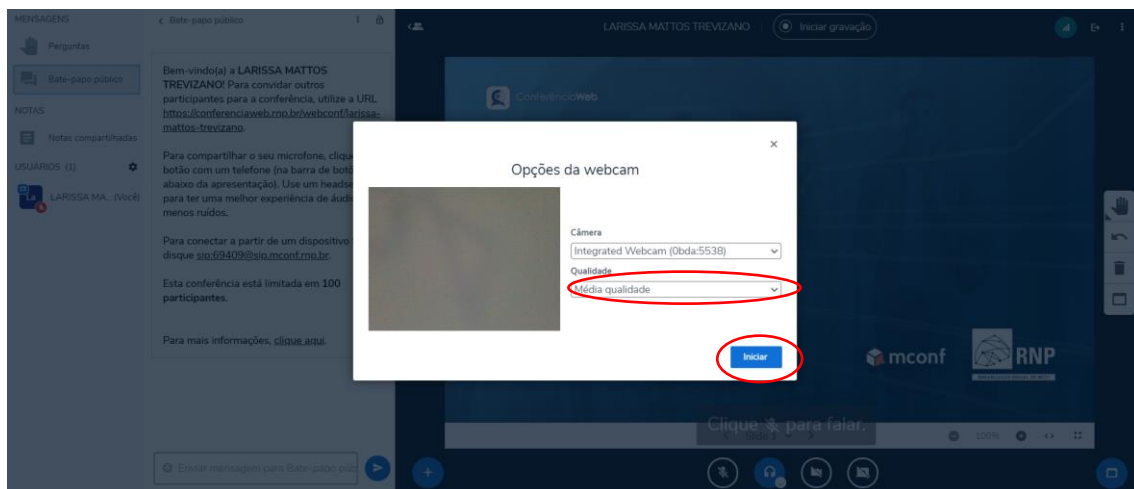 MENSAGENS
Perguntas
Bate-papo público
NOTAS
Notas compartilhadas
USUÁRIOS (1)
La
LARISSA MA... (Você)
Bate-papo público
Bem-vindo(a) a LARISSA MATTOS
TREVIZANO! Para convidar outros
participantes para a conferência, utilize a URL
https://conferenciaweb.rnp.br/webconf/larissa-
mattos-trevizano.
Para compartilhar o seu microfone, clique
botão com um telefone (na barra de
abaixo da apresentação). Use um headse
para ter uma melhor experiência de
menos ruídos.
Para conectar a partir de um dispositivo
disque sip:69409@sip.mconf.rnp.br.
Esta conferência está limitada em 100
participantes.
Para mais informações, clique aqui.
Enviar mensagem para Bate-papo
LARISSA MATTOS TREVIZANO
Iniciar gravação
ConferênciaWeb
Opções da webcam
Câmera
Integrated Webcam (0bda:5538)
Qualidade
Média qualidade
Iniciar
mconf
RNP
Clique para falar.
Slide 1
100%